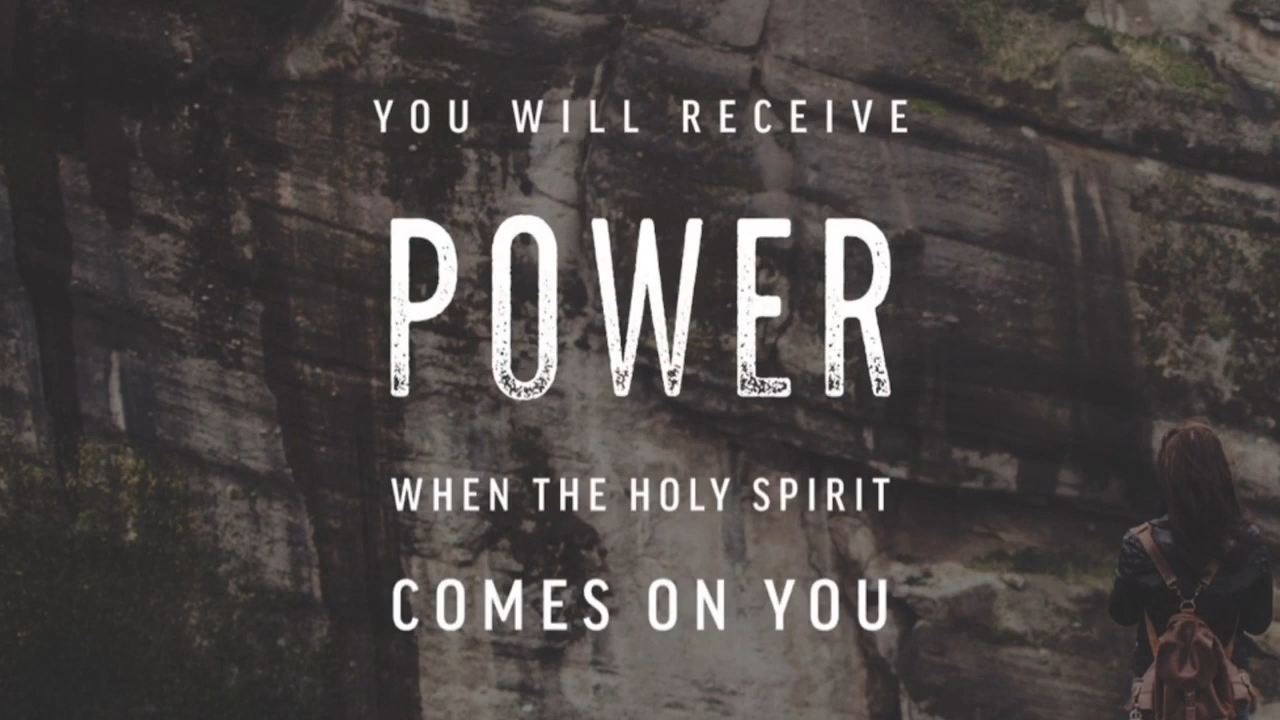 YOU WILL RECEIVE
POWER
WHEN THE HOLY SPIRIT
COMES ON YOU